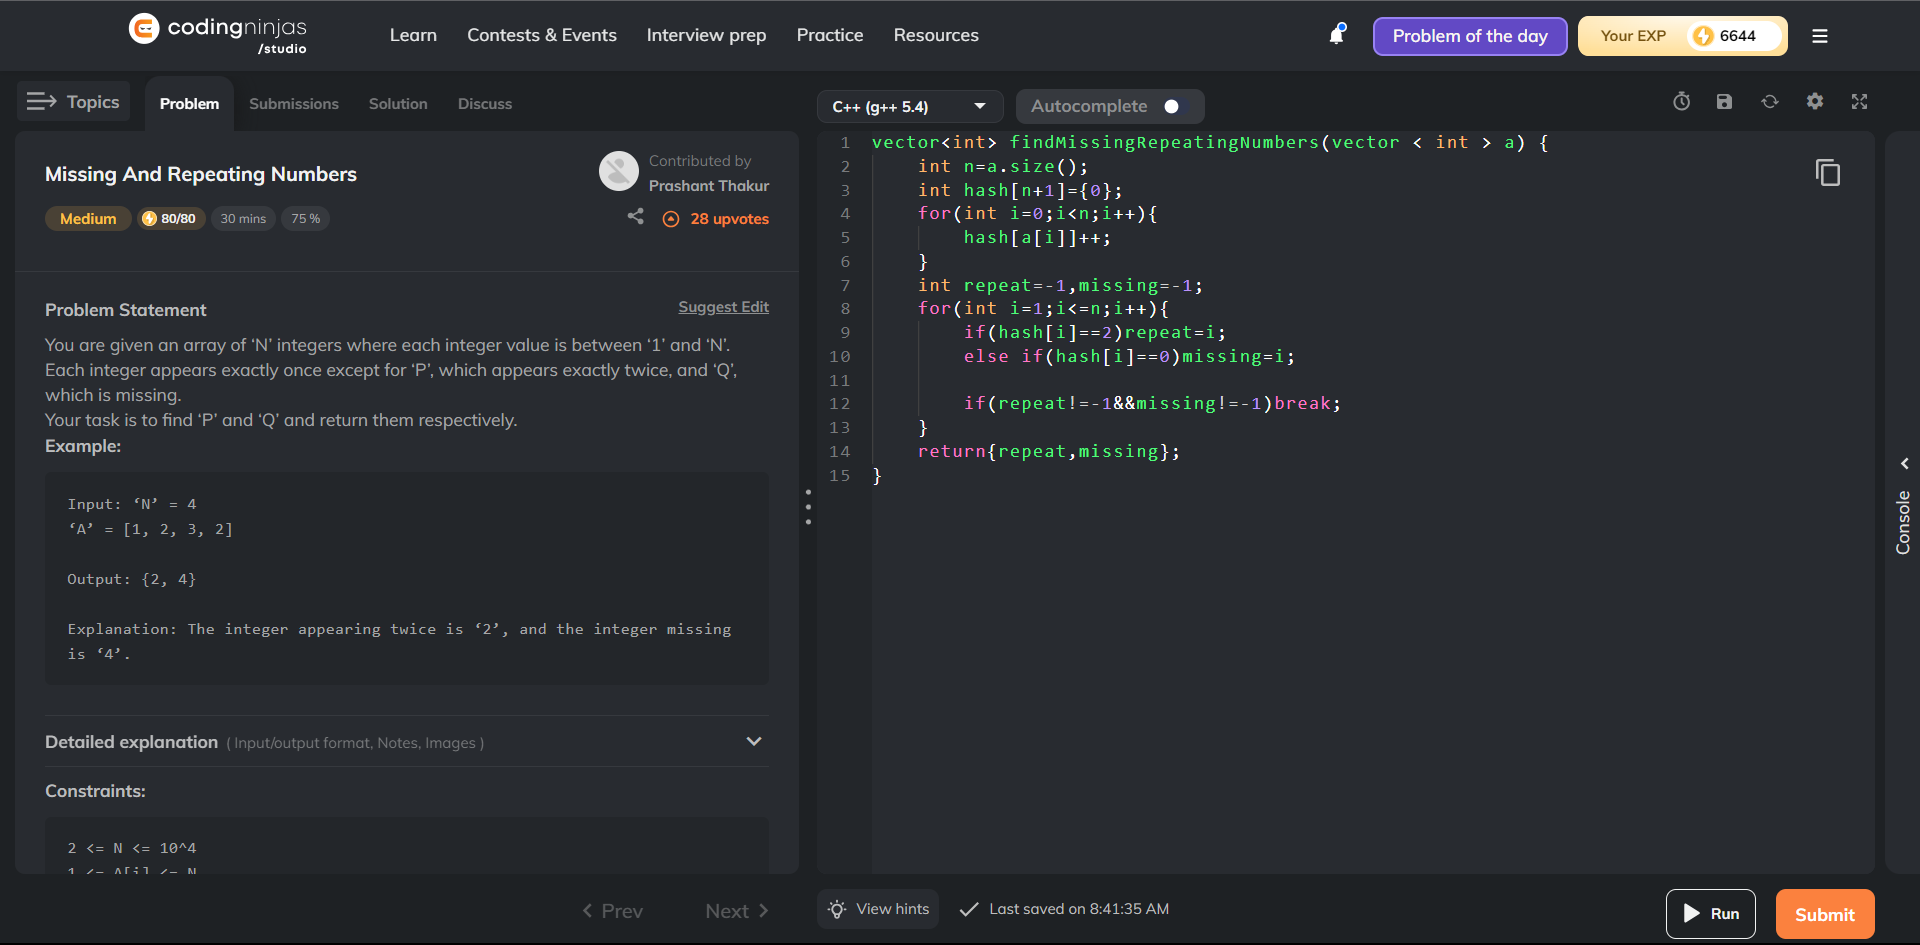 codingninjas
/studio
Learn
Contests & Events
Interview prep
Practice
Resources
Problem of the day
Your EXP
6644
Topics
Problem
Submissions
Solution
Discuss
Missing And Repeating Numbers
Contributed by
Prashant Thakur
Medium
80/80
30 mins
75 %
28 upvotes
Problem Statement
Suggest Edit
You are given an array of ‘N’ integers where each integer value is between ‘1’ and ‘N’.
Each integer appears exactly once except for ‘P’, which appears exactly twice, and ‘Q’,
which is missing.
Your task is to find ‘P’ and ‘Q’ and return them respectively.
Example:
Input: ‘N’ = 4
‘A’ = [1, 2, 3, 2]
Output: {2, 4}
Explanation: The integer appearing twice is ‘2’, and the integer missing
is ‘4’.
Detailed explanation ( Input/output format, Notes, Images )
Constraints:
2 <= N <= 10^4
1 <= A[i] <= N
Prev
Next
C++ (g++ 5.4)
Autocomplete
1 vector<int> findMissingRepeatingNumbers(vector < int > a) {
2 int n=a.size();
3 int hash[n+1]={0};
4 for(int i=0;i<n;i++){
5 hash[a[i]]++;
6 }
7 int repeat=-1,missing=-1;
8 for(int i=1;i<=n;i++){
9 if(hash[i]==2)repeat=i;
10 else if(hash[i]==0)missing=i;
11
12 if(repeat!=-1&&missing!=-1)break;
13 }
14 return{repeat,missing};
15 }
Console
View hints
Last saved on 8:41:35 AM
Run
Submit